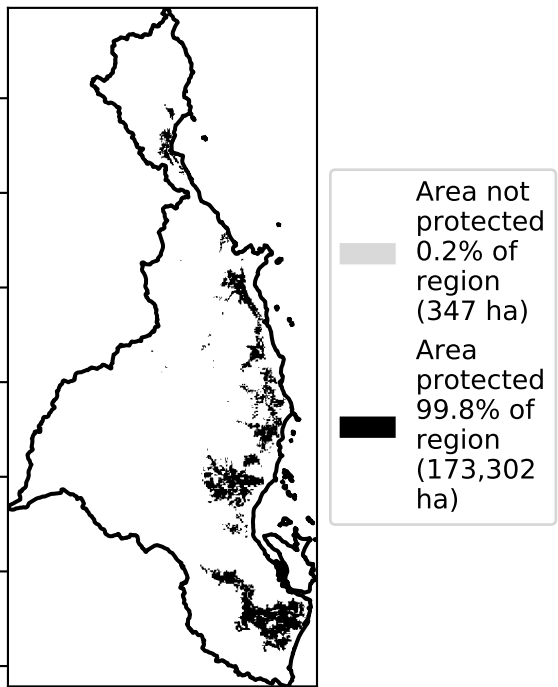 Area not
protected
0.2% of
region
(347 ha)
Area
protected
99.8% of
region
(173,302
ha)